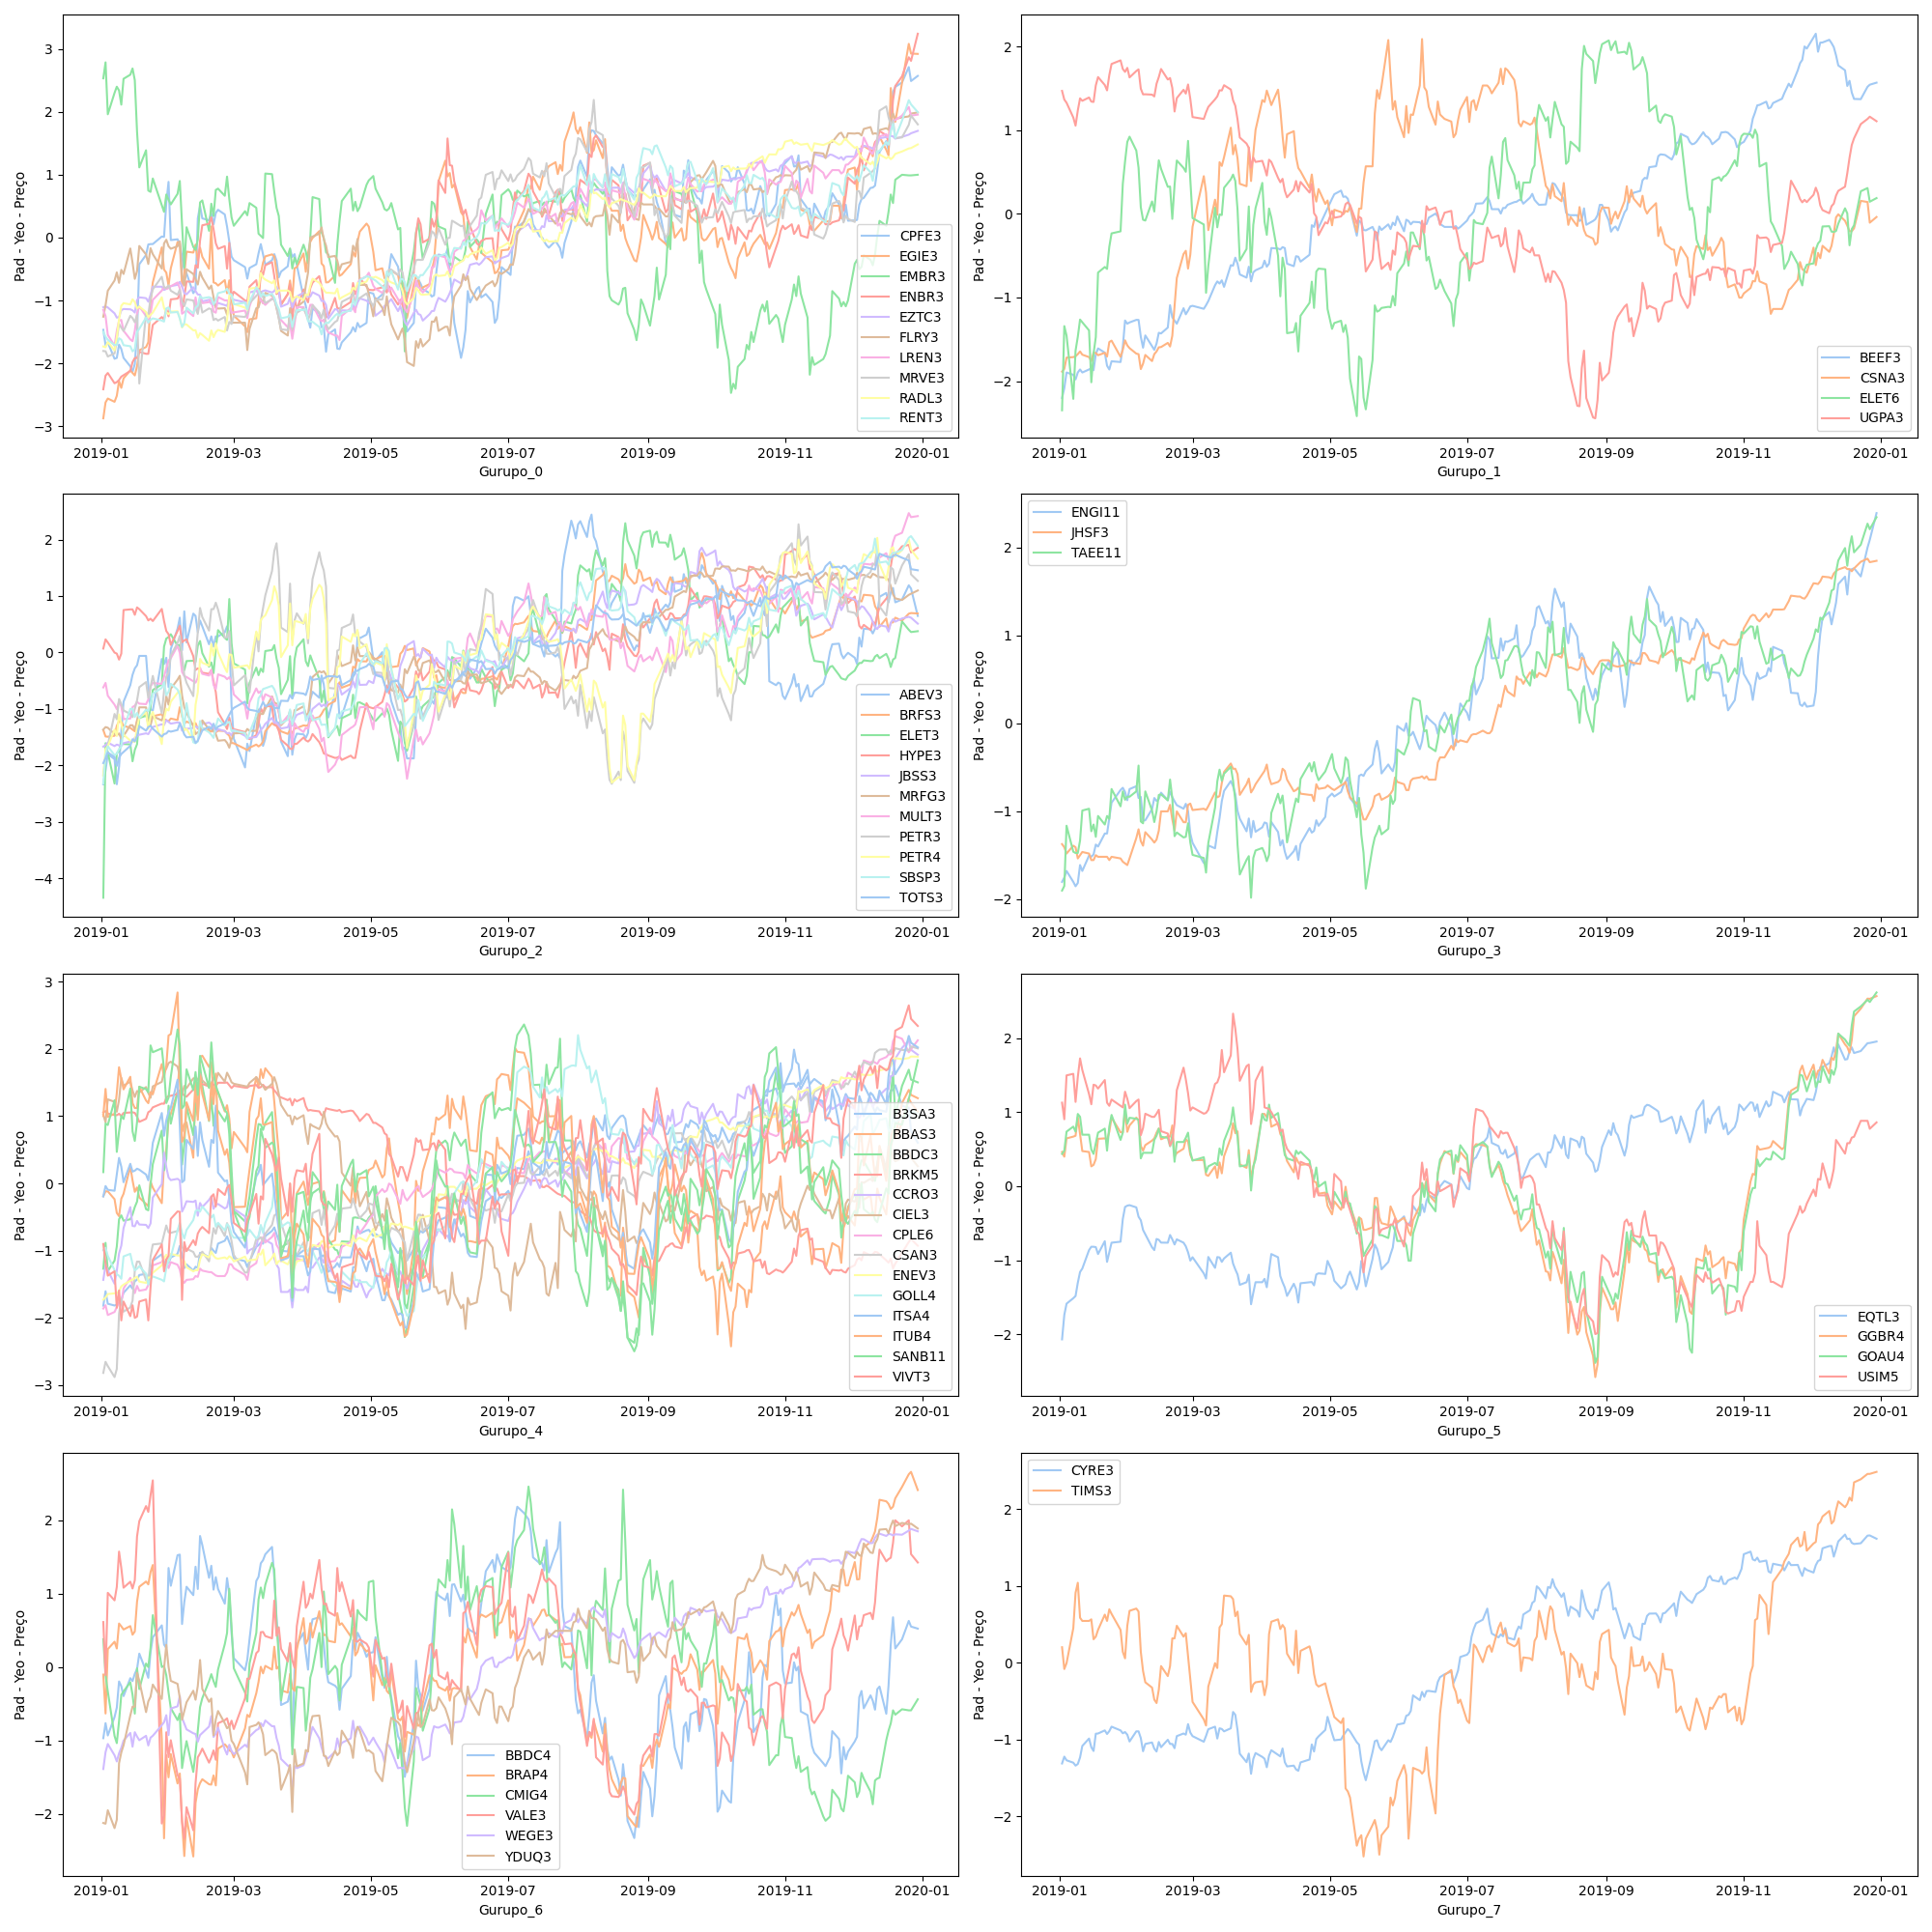 3
2
1
0
−1
−2
−3
Pad - Yeo - Preço
2019-01 2019-03 2019-05 2019-07 2019-09 2019-11 2020-01
Gurupo_0
CPFE3
EGIE3
EMBR3
ENBR3
EZTC3
FLRY3
LREN3
MRVE3
RADL3
RENT3
2
1
0
−1
−2
Pad - Yeo - Preço
2019-01 2019-03 2019-05 2019-07 2019-09 2019-11 2020-01
Gurupo_1
BEEF3
CSNA3
ELET6
UGPA3
2
1
0
−1
−2
−3
−4
Pad - Yeo - Preço
2019-01 2019-03 2019-05 2019-07 2019-09 2019-11 2020-01
Gurupo_2
ABEV3
BRFS3
ELET3
HYPE3
JBSS3
MRFG3
MULT3
PETR3
PETR4
SBSP3
TOTS3
2
1
0
−1
−2
Pad - Yeo - Preço
2019-01 2019-03 2019-05 2019-07 2019-09 2019-11 2020-01
Gurupo_3
ENGI11
JHSF3
TAEE11
3
2
1
0
−1
−2
−3
Pad - Yeo - Preço
2019-01 2019-03 2019-05 2019-07 2019-09 2019-11 2020-01
Gurupo_4
B3SA3
BBAS3
BBDC3
BRKM5
CCRO3
CIEL3
CPLE6
CSAN3
ENEV3
GOLL4
ITSA4
ITUB4
SANB11
VIVT3
2
1
0
−1
−2
Pad - Yeo - Preço
2019-01 2019-03 2019-05 2019-07 2019-09 2019-11 2020-01
Gurupo_5
EQTL3
GGBR4
GOAU4
USIM5
2
1
0
−1
−2
Pad - Yeo - Preço
2019-01 2019-03 2019-05 2019-07 2019-09 2019-11 2020-01
Gurupo_6
BBDC4
BRAP4
CMIG4
VALE3
WEGE3
YDUQ3
2
1
0
−1
−2
Pad - Yeo - Preço
2019-01 2019-03 2019-05 2019-07 2019-09 2019-11 2020-01
Gurupo_7
CYRE3
TIMS3